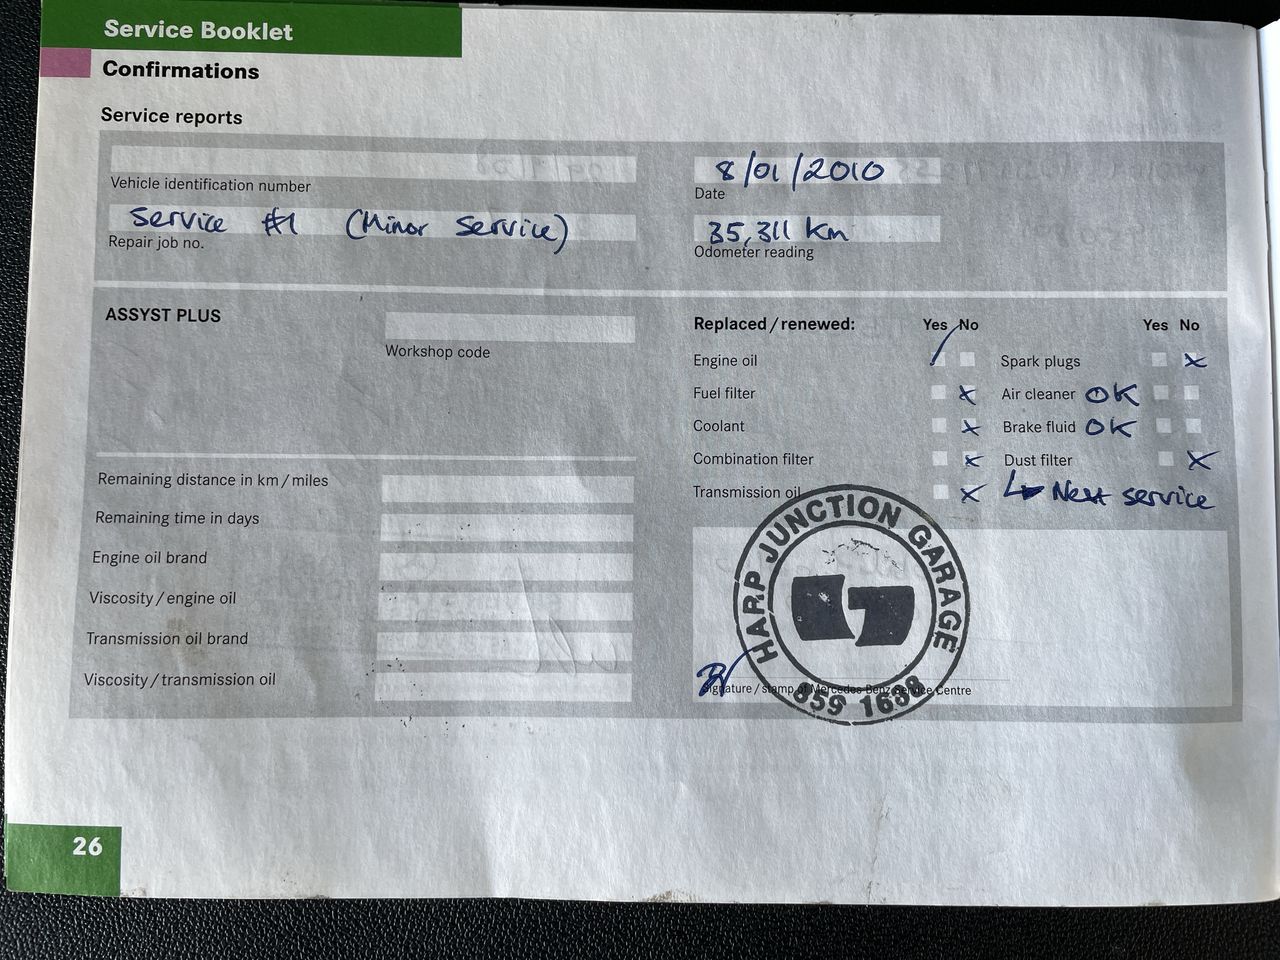 Service Booklet
Confirmations
Service reports
Vehicle identification number
8/01/2010
Date
Service #1 (Minor Service)
Repair job no.
35,311 km
Odometer reading
ASSYST PLUS
Workshop code
Remaining distance in km/miles
Remaining time in days
Engine oil brand
Viscosity/engine oil
Transmission oil brand
Viscosity/transmission oil
Replaced/renewed: Yes No Yes No
Engine oil
Spark plugs
Fuel filter
Air cleaner OK
Coolant
Brake fluid OK
Combination filter
Dust filter
Transmission oil
Next service
HARP JUNCTION GARAGE
Signature/stamp of Mercedes Benz Service Centre
26